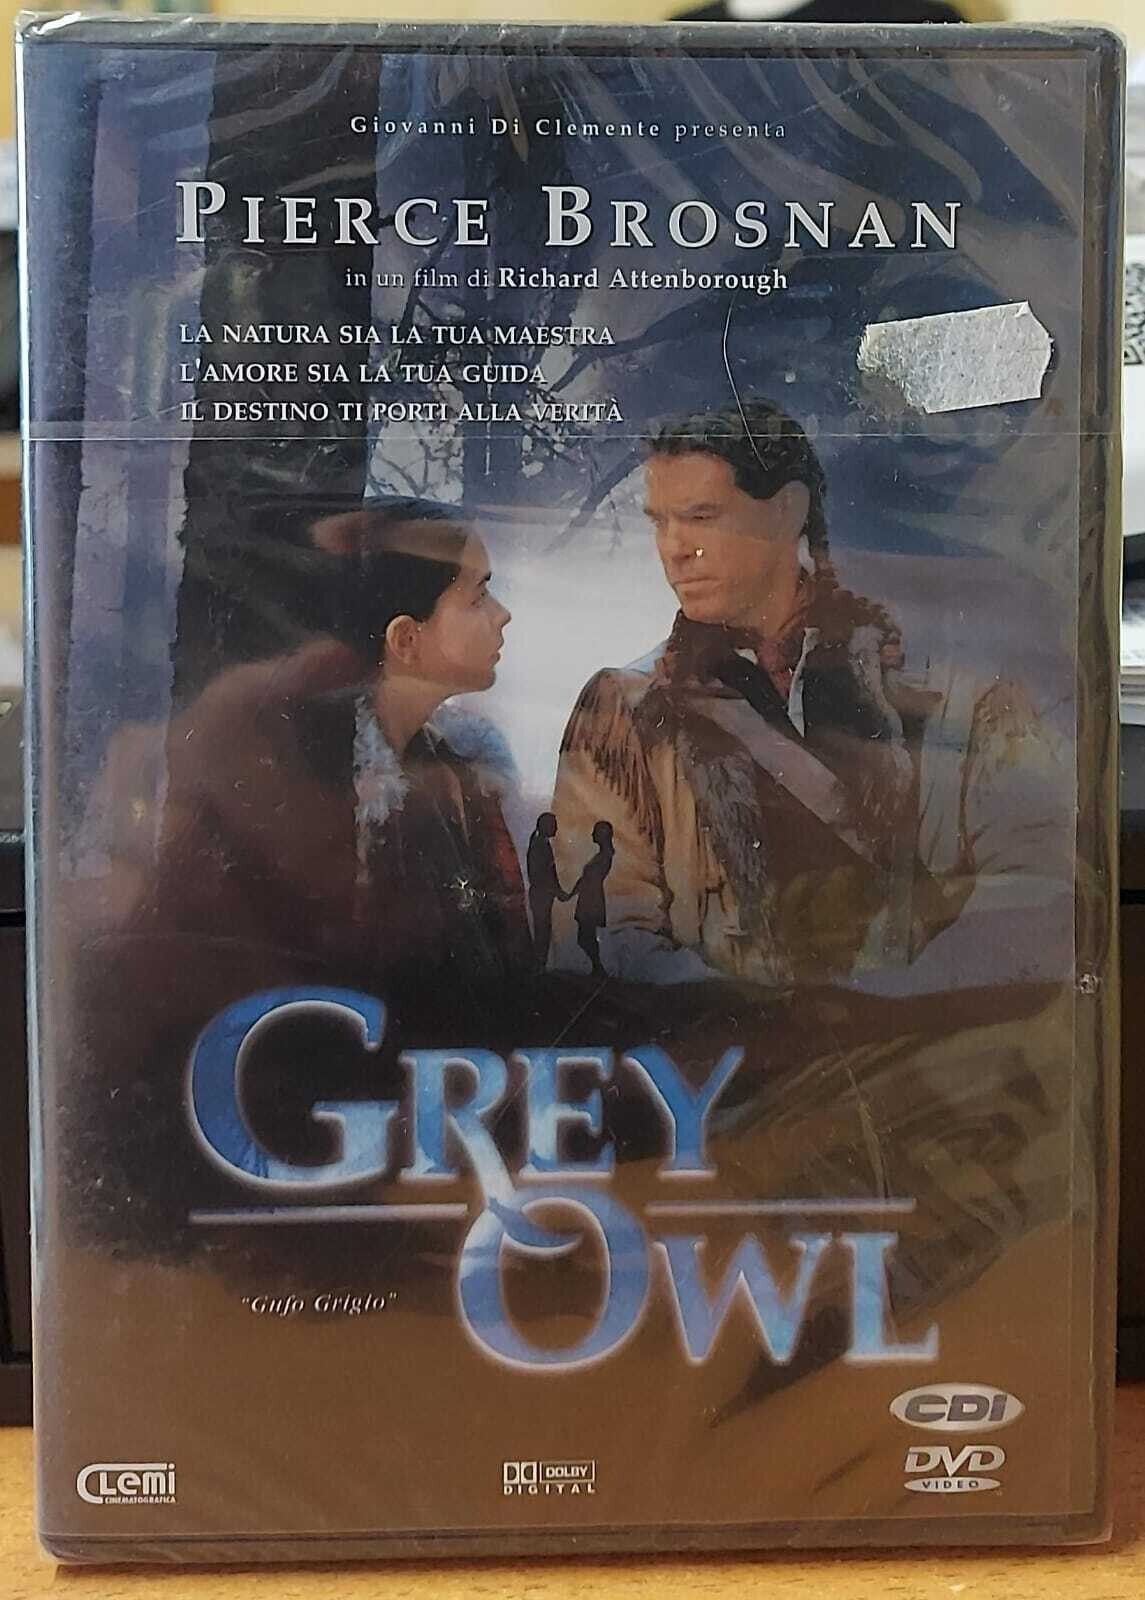 Giovanni Di Clemente presenta
PIERCE BROSNAN
in un film di Richard Attenborough
LA NATURA SIA LA TUA MAESTRA
L'AMORE SIA LA TUA GUIDA
IL DESTINO TI PORTI ALLA VERITÀ
GREY
OWL
"Gufo Grigio"
CDI
CLemi
CINEMATOGRAFICA
DOLBY
DIGITAL
DVD
VIDEO